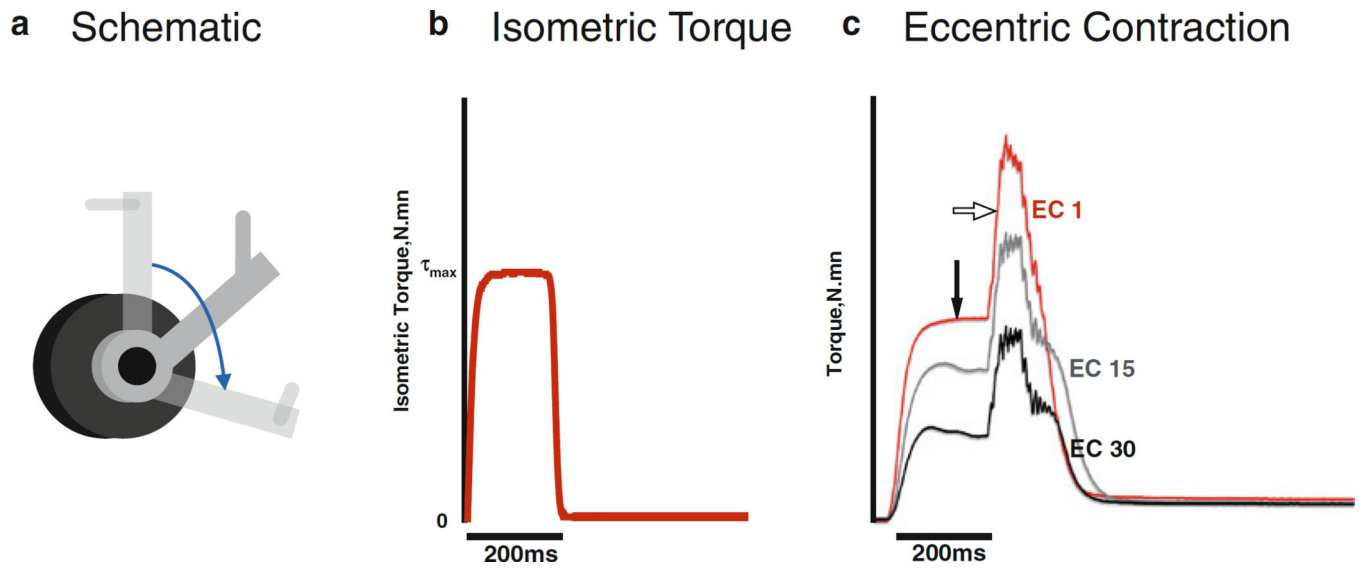 a Schematic
b Isometric Torque
c Eccentric Contraction
Isometric Torque,N.mn
τmax
0
200ms
Torque,N.mn
EC 1
EC 15
EC 30
200ms